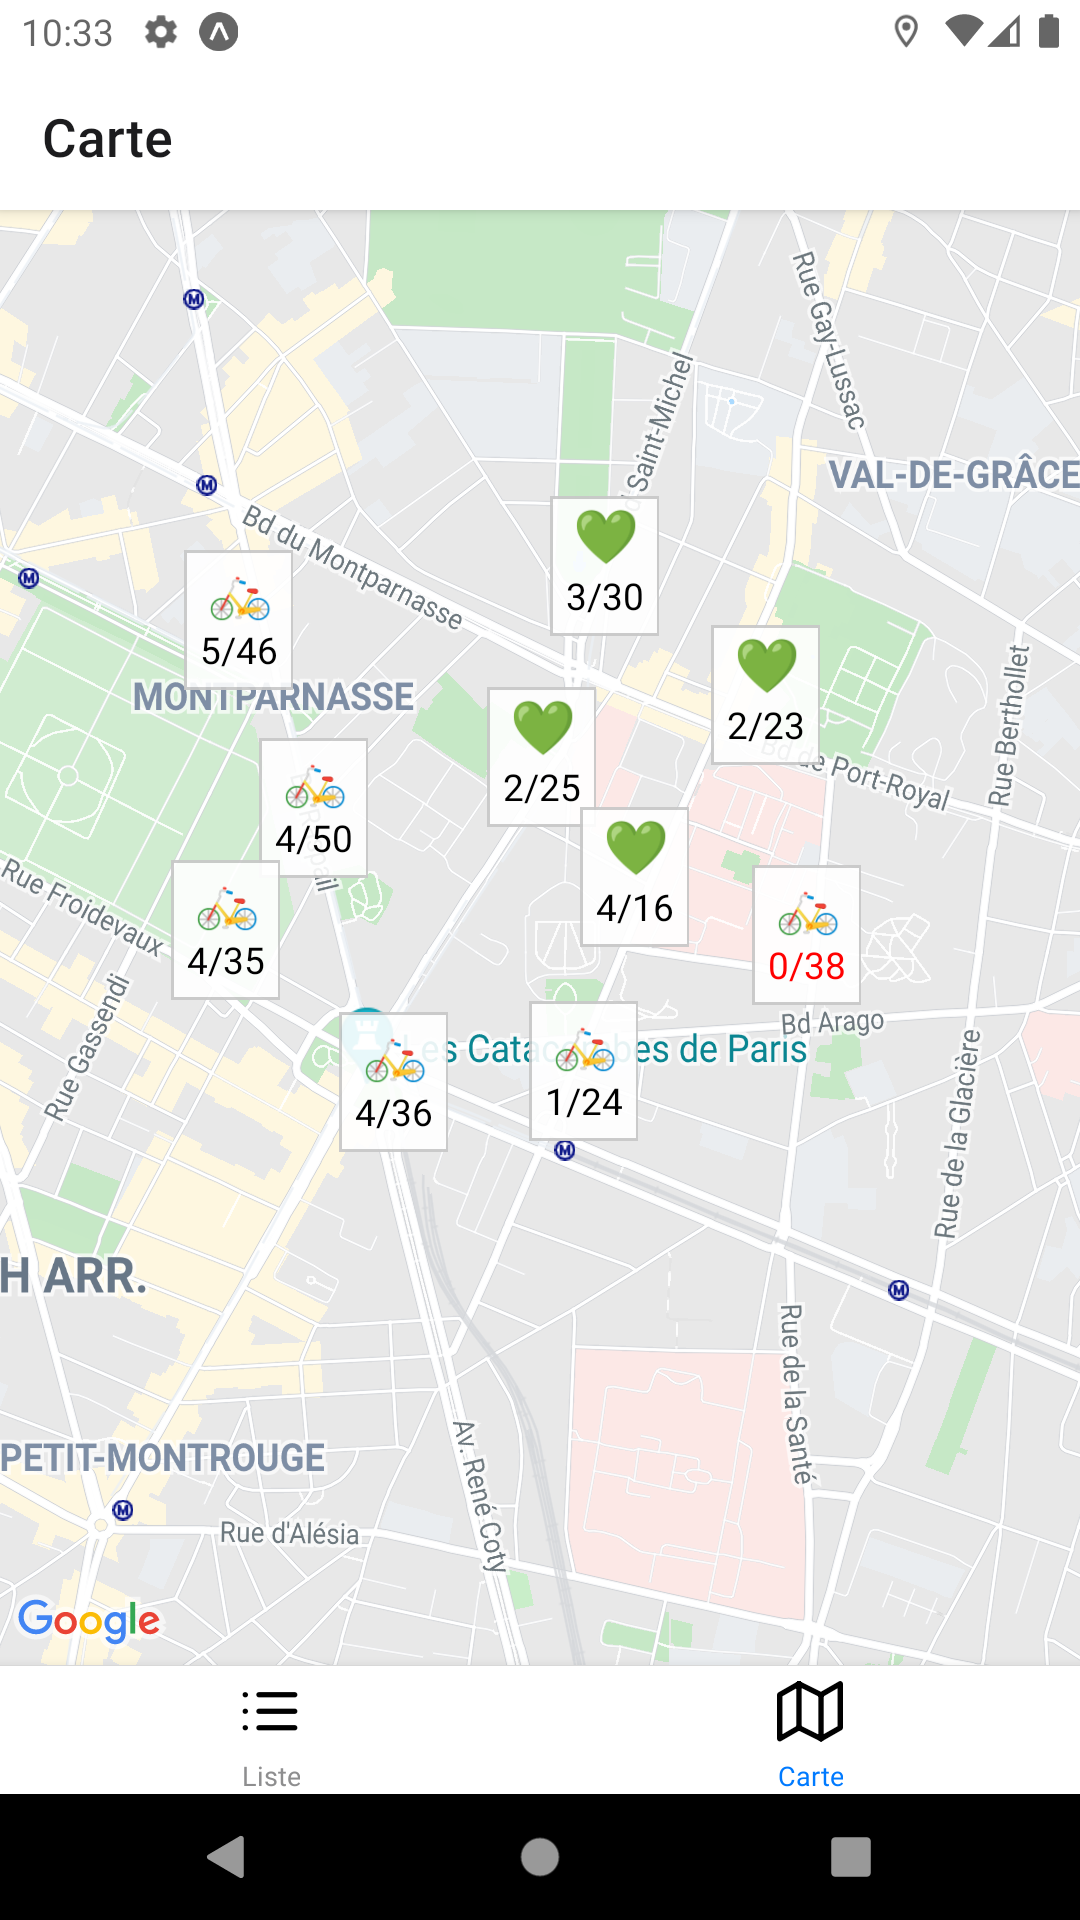 10:33
Carte
Rue Gay-Lussac
Saint-Michel
VAL-DE-GRÂCE
Bd du Montparnasse
3/30
5/46
MONTPARNASSE
2/23
2/25
Bd de Port-Royal
Rue Berthollet
4/50
Raspail
4/16
Rue Froidevaux
4/35
0/38
Rue Gassendi
Bd Arago
Les Catacombes de Paris
4/36
1/24
Rue de la Glacière
H ARR.
Rue de la Santé
Av. René Coty
PETIT-MONTROUGE
Rue d'Alésia
Google
Liste
Carte